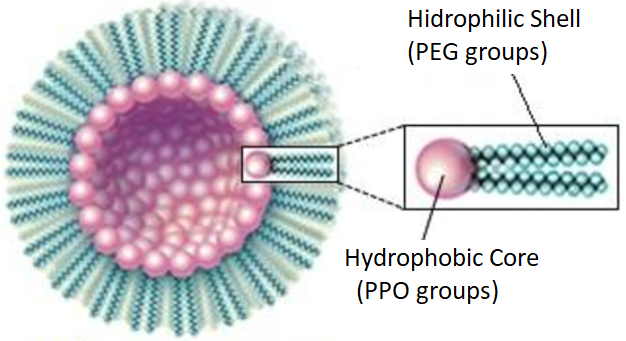 Hidrophilic Shell
(PEG groups)
Hydrophobic Core
(PPO groups)